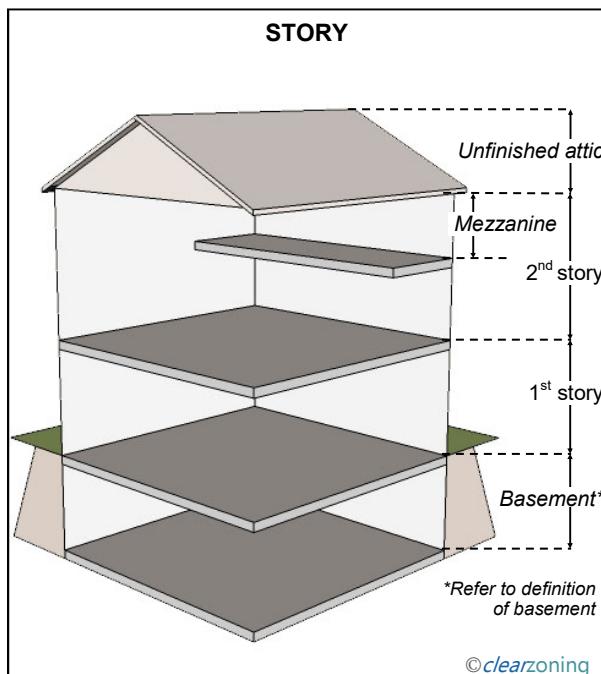 STORY
Unfinished attic
Mezzanine
2nd story
1st story
Basement*
*Refer to definition
of basement
©clearzoning